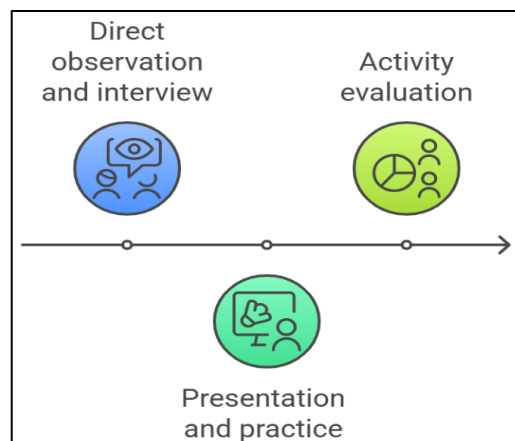 Direct
observation
and interview
Activity
evaluation
Presentation
and practice